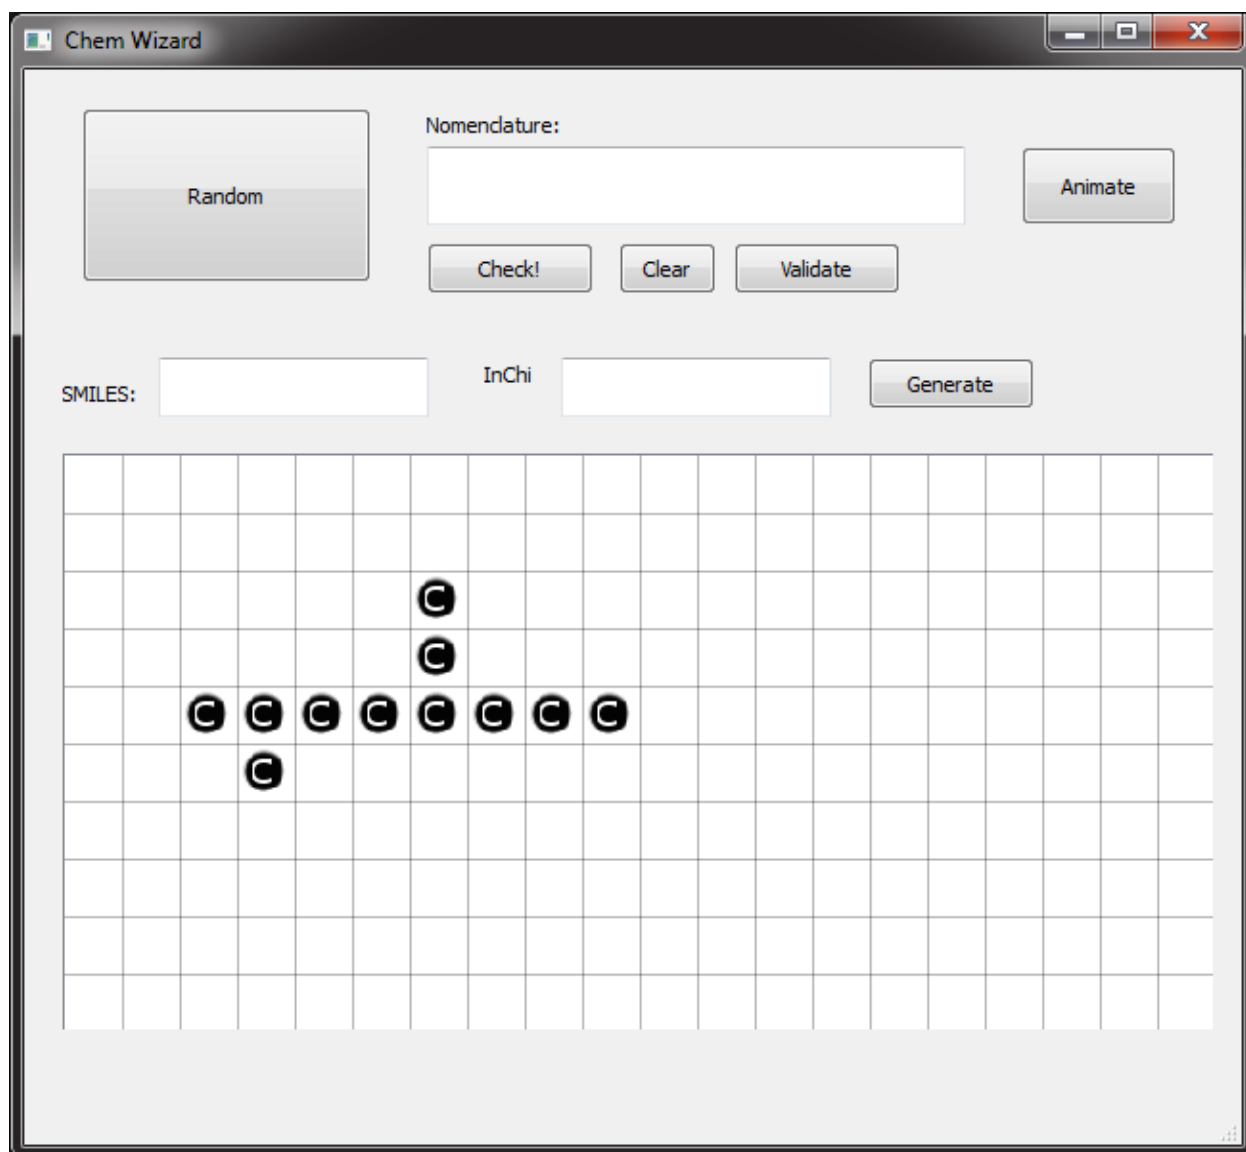 Chem Wizard
Nomenclature:
Random
Animate
Check! Clear Validate
SMILES: InChi Generate
C
C
C C C C C C C C
C